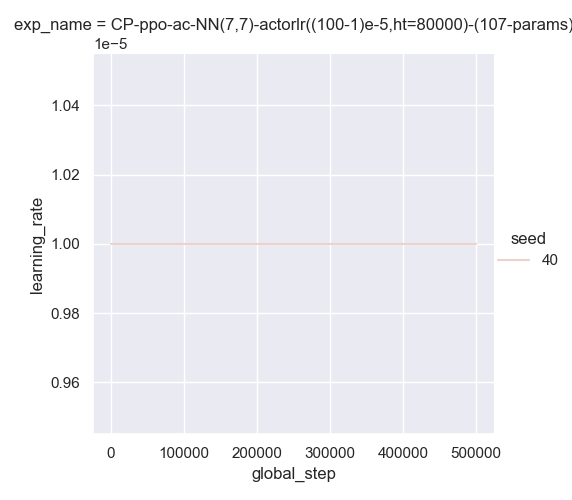 exp_name = CP-ppo-ac-NN(7,7)-actorlr((100-1)e-5,ht=80000)-(107-params)
1e−5
1.04
1.02
1.00
0.98
0.96
learning_rate
seed
40
0 100000 200000 300000 400000 500000
global_step